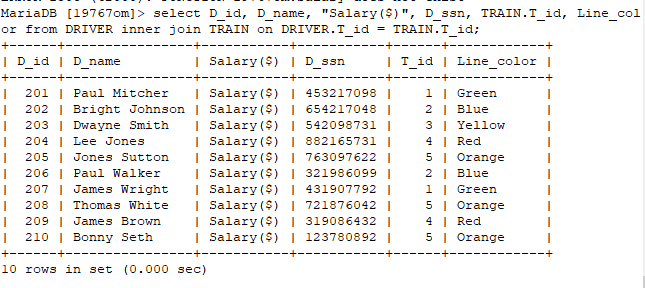 MariaDB [19767om]> select D_id, D_name, "Salary($)", D_ssn, TRAIN.T_id, Line_col
or from DRIVER inner join TRAIN on DRIVER.T_id = TRAIN.T_id;
+------+----------------+-----------+-----------+------+------------+
| D_id | D_name         | Salary($) | D_ssn     | T_id | Line_color |
+------+----------------+-----------+-----------+------+------------+
|  201 | Paul Mitcher   | Salary($) | 453217098 |    1 | Green      |
|  202 | Bright Johnson | Salary($) | 654217048 |    2 | Blue       |
|  203 | Dwayne Smith   | Salary($) | 542098731 |    3 | Yellow     |
|  204 | Lee Jones      | Salary($) | 882165731 |    4 | Red        |
|  205 | Jones Sutton   | Salary($) | 763097622 |    5 | Orange     |
|  206 | Paul Walker    | Salary($) | 321986099 |    2 | Blue       |
|  207 | James Wright   | Salary($) | 431907792 |    1 | Green      |
|  208 | Thomas White   | Salary($) | 721876042 |    5 | Orange     |
|  209 | James Brown    | Salary($) | 319086432 |    4 | Red        |
|  210 | Bonny Seth     | Salary($) | 123780892 |    5 | Orange     |
+------+----------------+-----------+-----------+------+------------+
10 rows in set (0.000 sec)